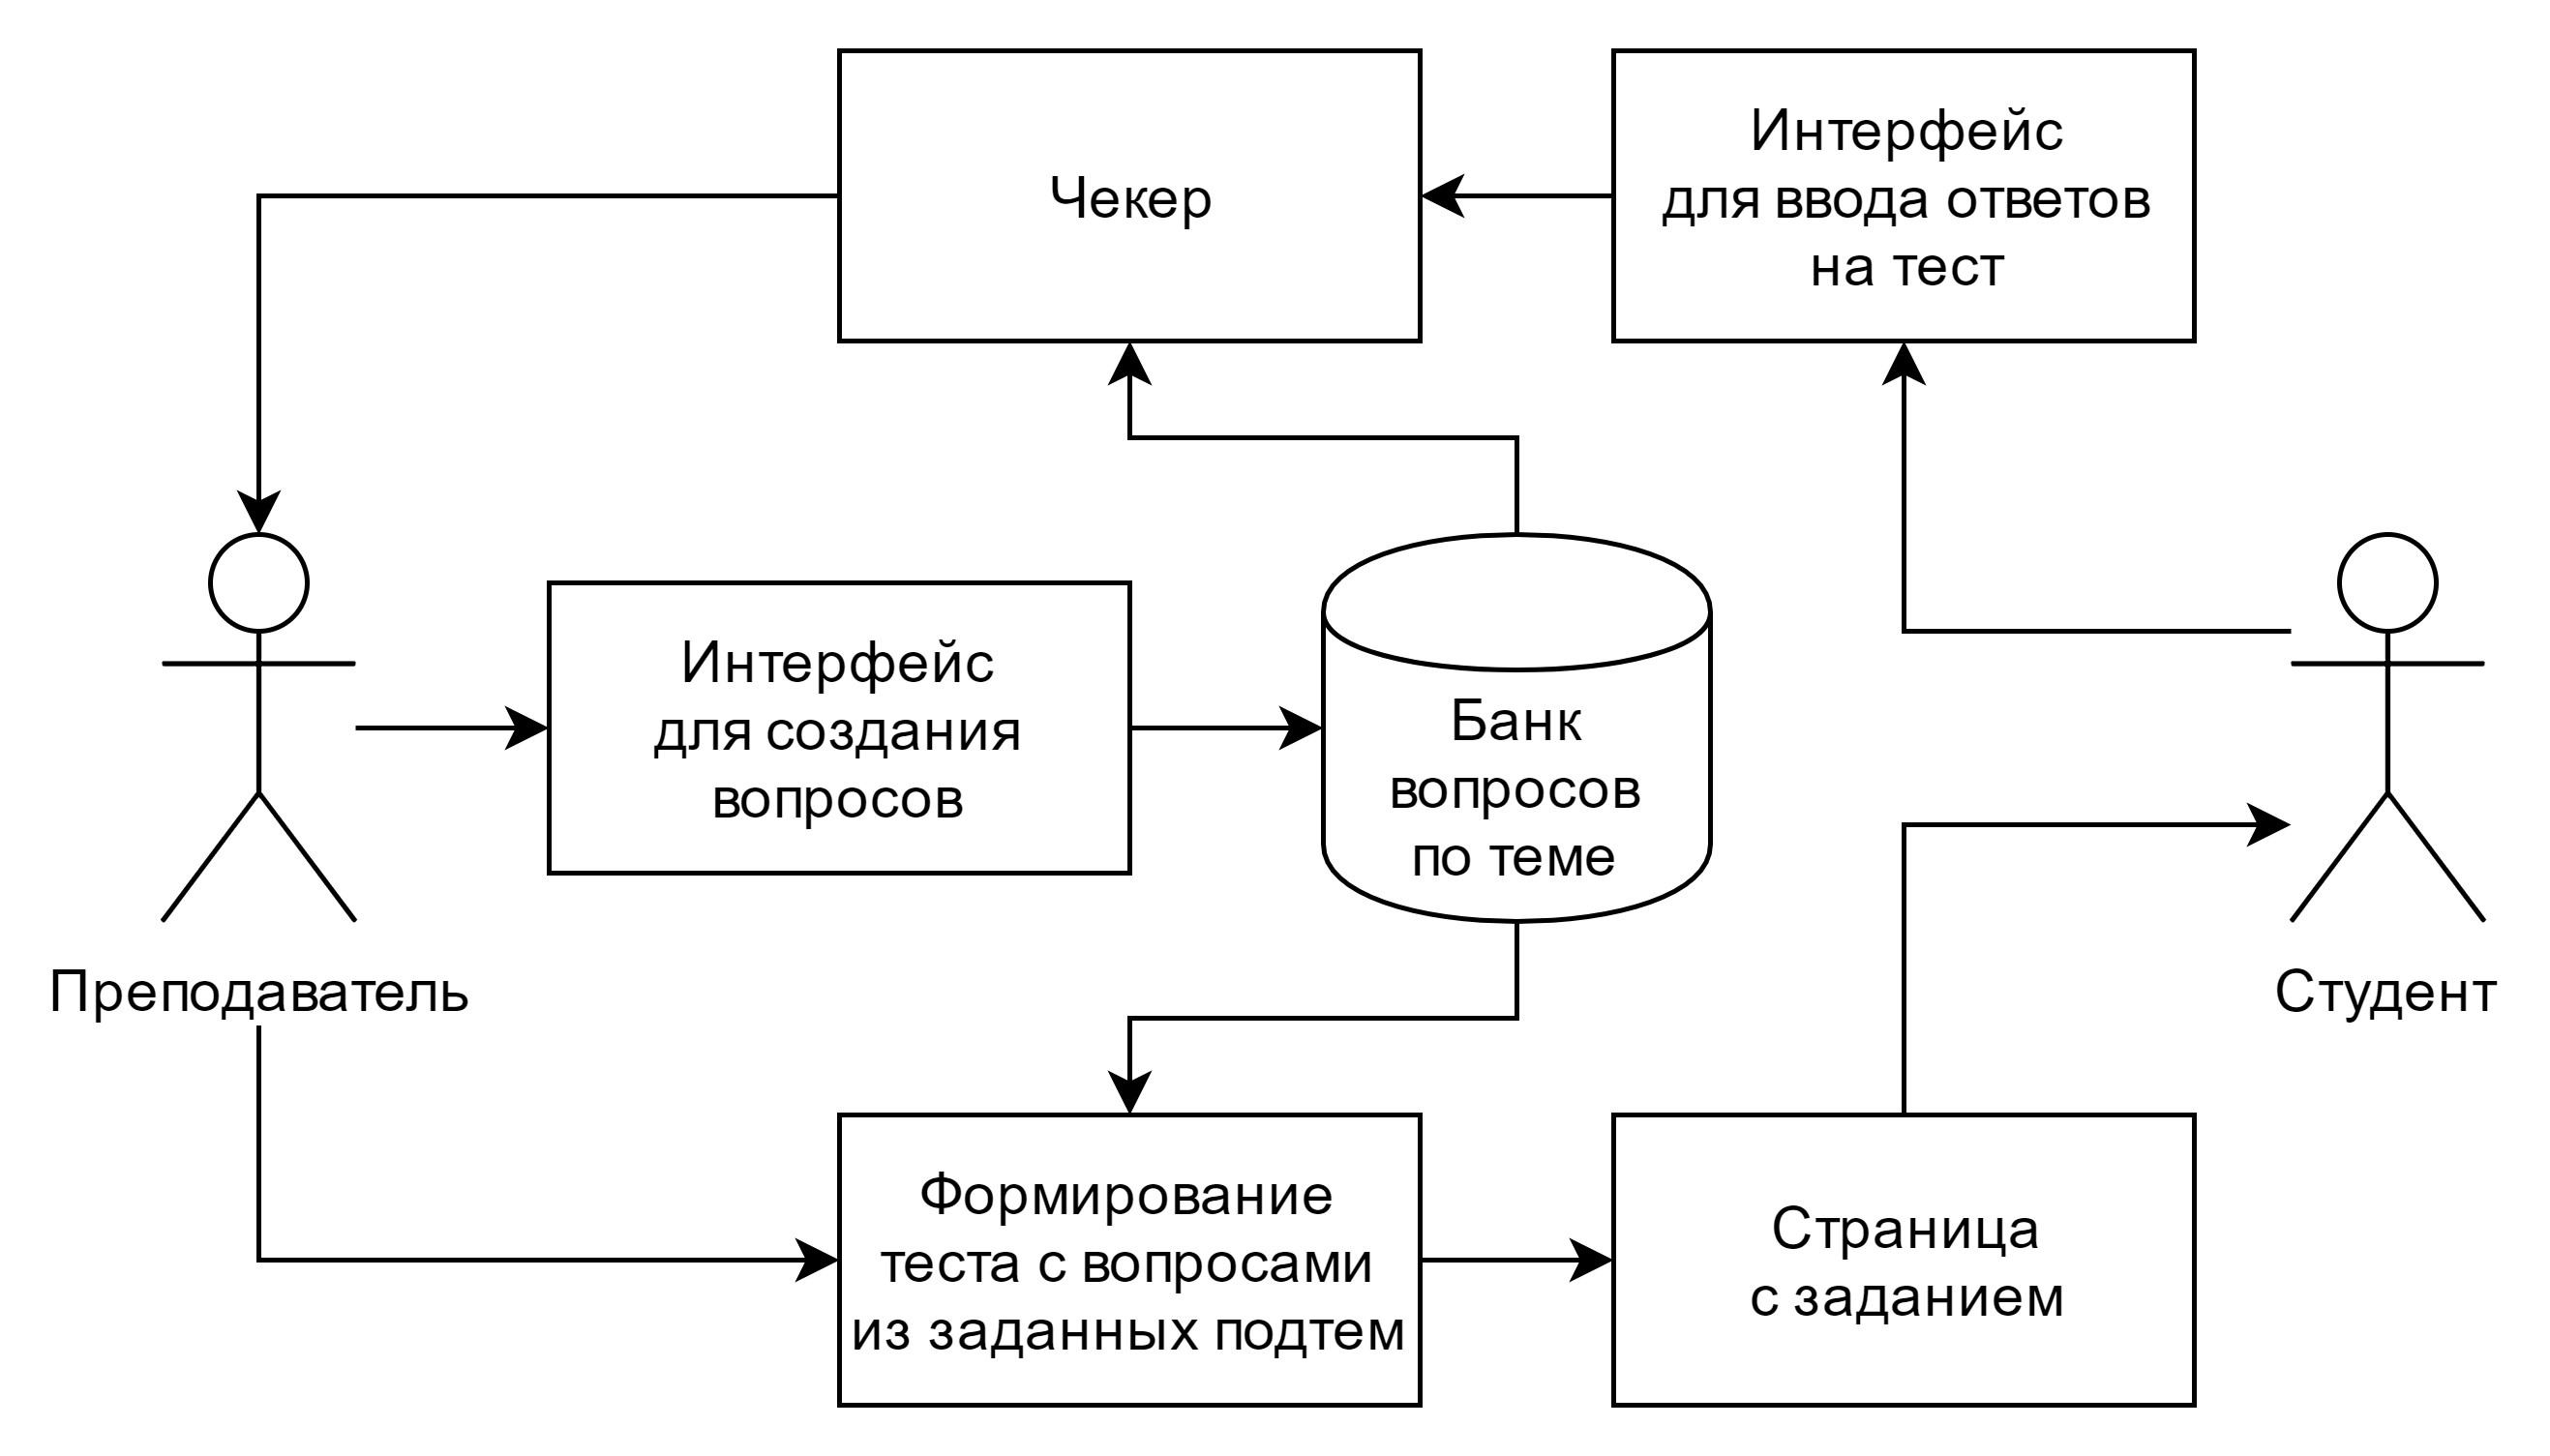 Чекер
Интерфейс
для ввода ответов
на тест
Интерфейс
для создания
вопросов
Банк
вопросов
по теме
Преподаватель
Студент
Формирование
теста с вопросами
из заданных подтем
Страница
с заданием